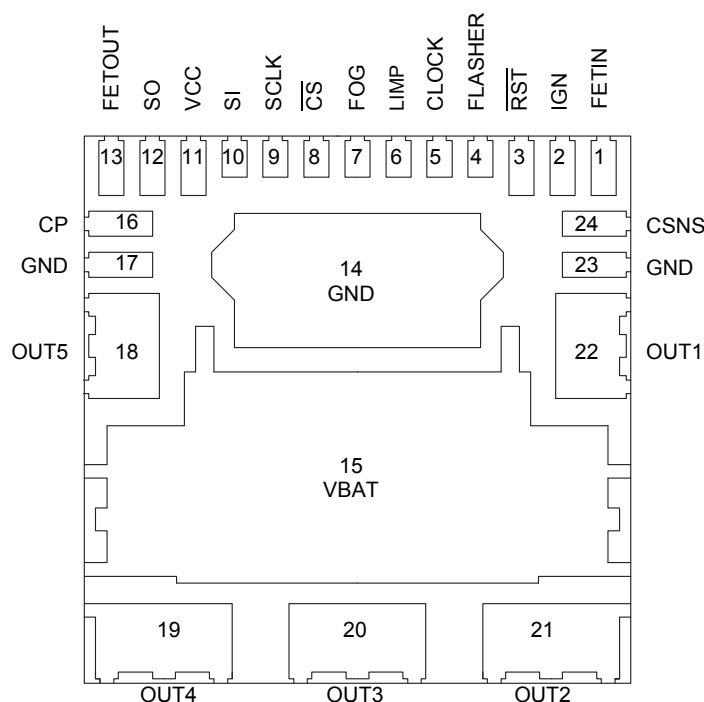 FETOUT
SO
VCC
SI
SCLK
CS
FOG
LIMP
CLOCK
FLASHER
RST
IGN
FETIN
13 12 11 10 9 8 7 6 5 4 3 2 1
CP 16 24 CSNS
GND 17 14 23 GND
GND
OUT5 18 22 OUT1
15
VBAT
19 20 21
OUT4 OUT3 OUT2